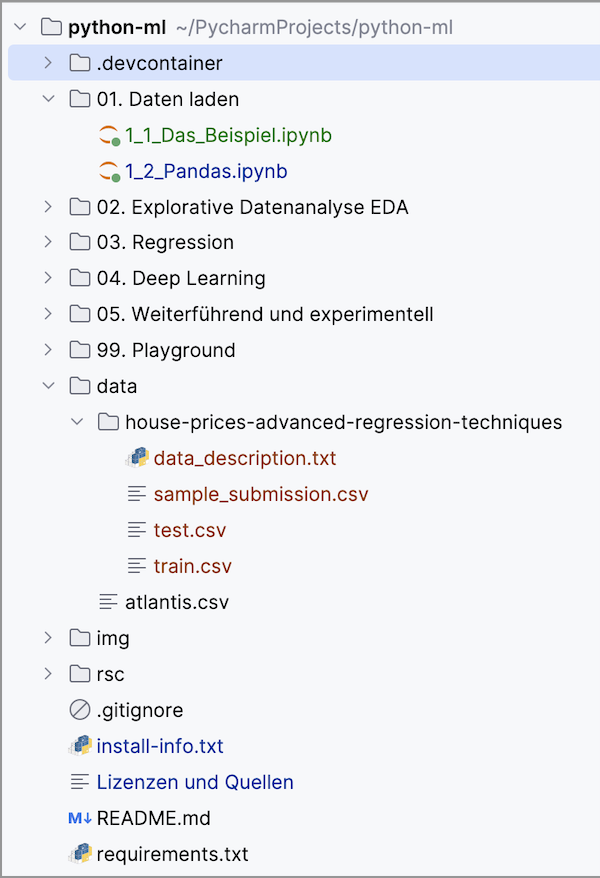 python-ml ~/PycharmProjects/python-ml
.devcontainer
01. Daten laden
1_1_Das_Beispiel.ipynb
1_2_Pandas.ipynb
02. Explorative Datenanalyse EDA
03. Regression
04. Deep Learning
05. Weiterführend und experimentell
99. Playground
data
house-prices-advanced-regression-techniques
data_description.txt
sample_submission.csv
test.csv
train.csv
atlantis.csv
img
rsc
.gitignore
install-info.txt
Lizenzen und Quellen
M↓ README.md
requirements.txt